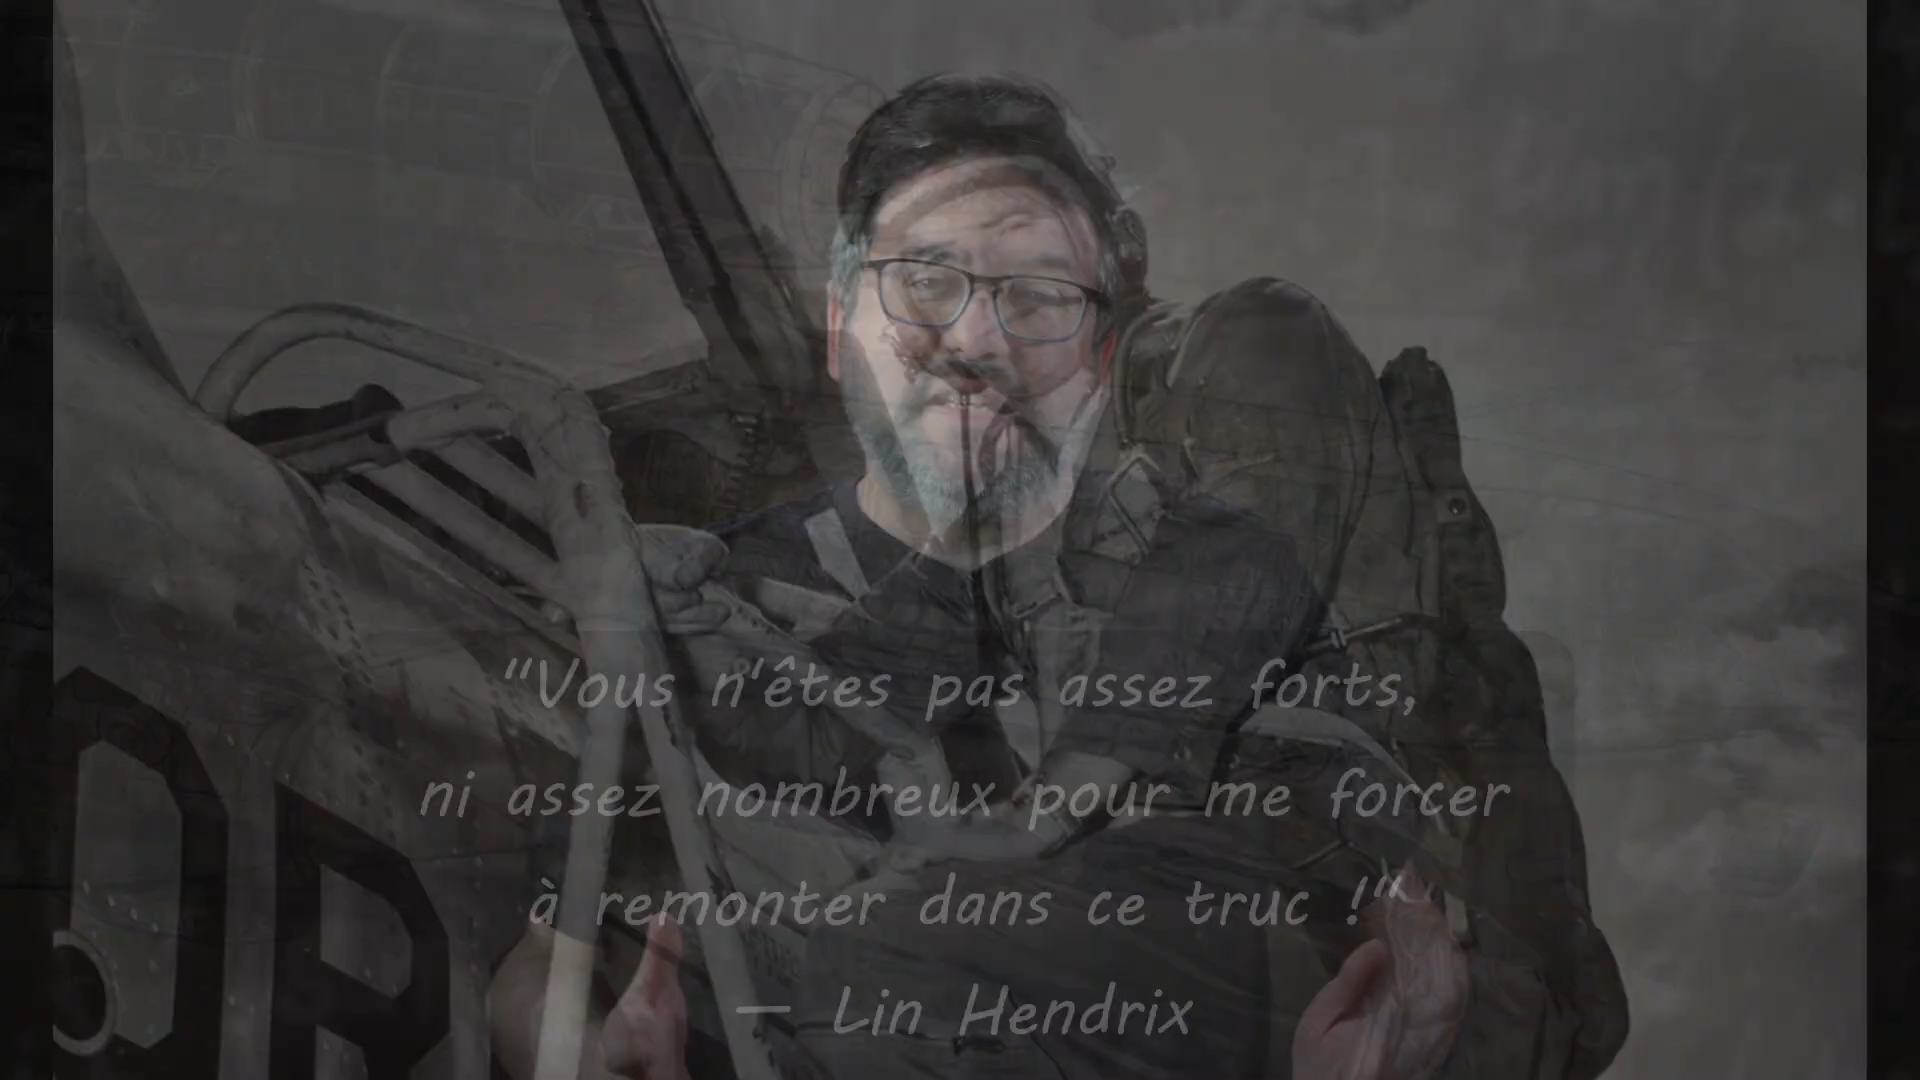 “Vous n'êtes pas assez forts,
ni assez nombreux pour me forcer
à remonter dans ce truc !“
— Lin Hendrix